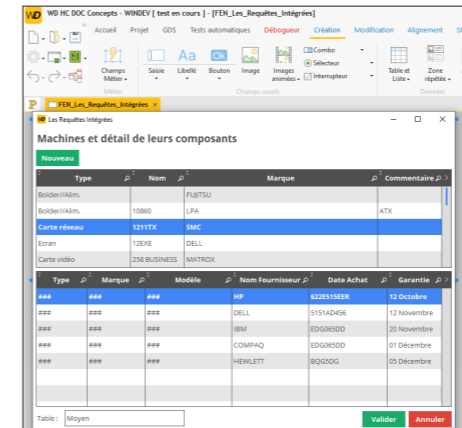 WD HC DOC Concepts - WINDEV [ test en cours ] - [FEN_Les_Requêtes_Intégrées]
Accueil Projet GDS Tests automatiques Débogueur Création Modification Alignement
Champs Métier Saisie Libellé Bouton Image Images animées Combo Sélecteur Interrupteur Table et Liste Zone répétée
Métier Champs usuels Données
FEN_Les_Requêtes_Intégrées ×
Les Requêtes Intégrées
Machines et détail de leurs composants
Nouveau
Type Nom Marque Commentaire
Bolder//Alim. FUJITSU
Bolder//Alim. 10860 LPA ATX
Carte réseau 1211TX SMC
Ecran 12EXE DELL
Carte vidéo 258 BUSINESS MATROX
Type Marque Modèle Nom Fournisseur Date Achat Garantie
### ### ### HP 622E515EER 12 Octobre
### ### ### DELL 5151AD456 12 Novembre
### ### ### IBM EDG065DD 20 Novembre
### ### ### COMPAQ EDG065DD 01 Décembre
### ### ### HEWLETT BQG5DG 05 Décembre
Table : Moyen Valider Annuler